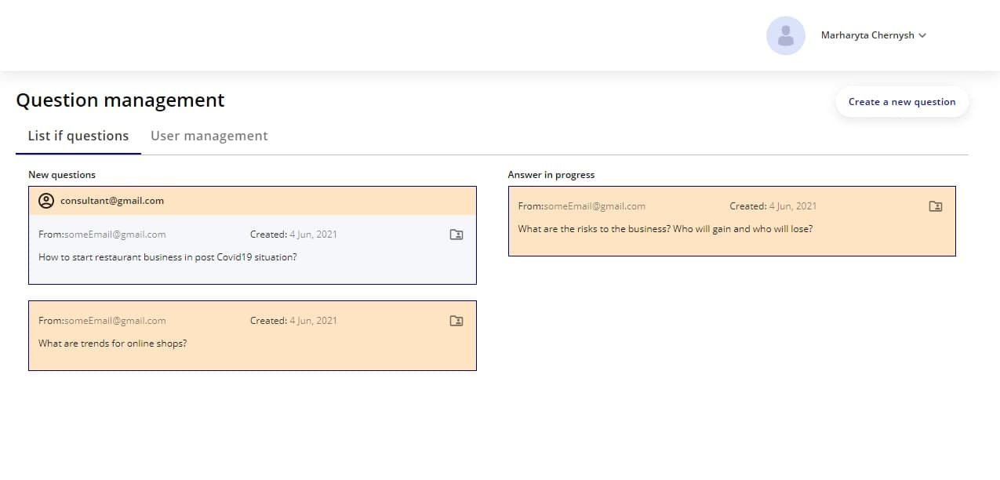 Marharyta Chernysh
Question management
Create a new question
List if questions
User management
New questions
consultant@gmail.com
From:someEmail@gmail.com
Created: 4 Jun, 2021
How to start restaurant business in post Covid19 situation?
From:someEmail@gmail.com
Created: 4 Jun, 2021
What are trends for online shops?
Answer in progress
From:someEmail@gmail.com
Created: 4 Jun, 2021
What are the risks to the business? Who will gain and who will lose?